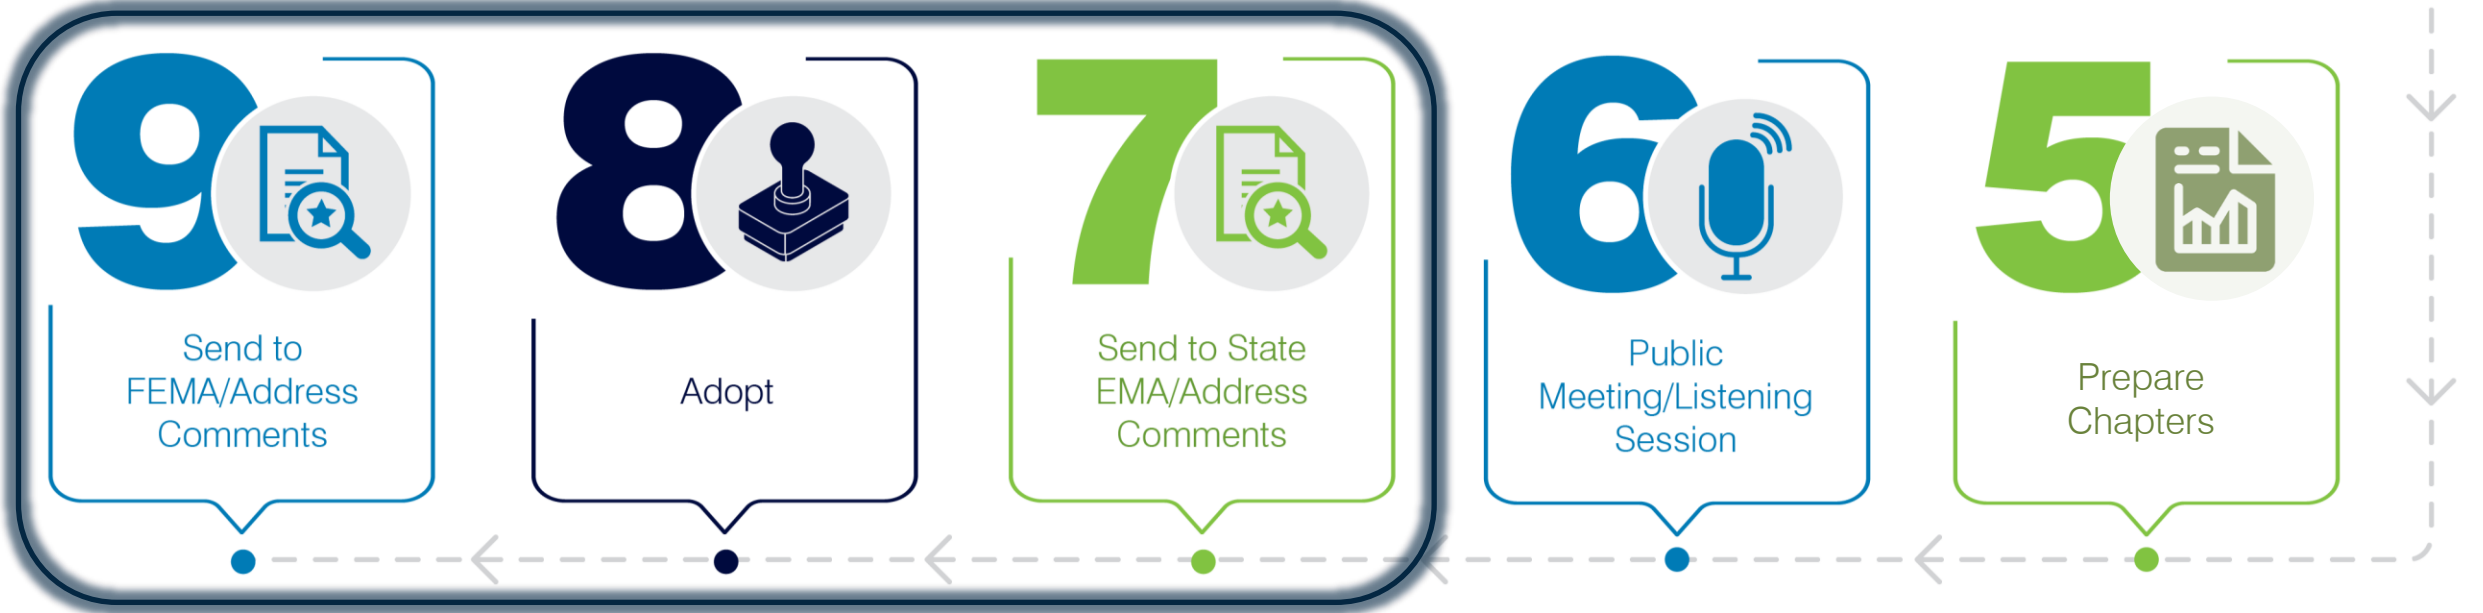 9
Send to
FEMA/Address
Comments
8
Adopt
7
Send to State
EMA/Address
Comments
6
Public
Meeting/Listening
Session
5
Prepare
Chapters